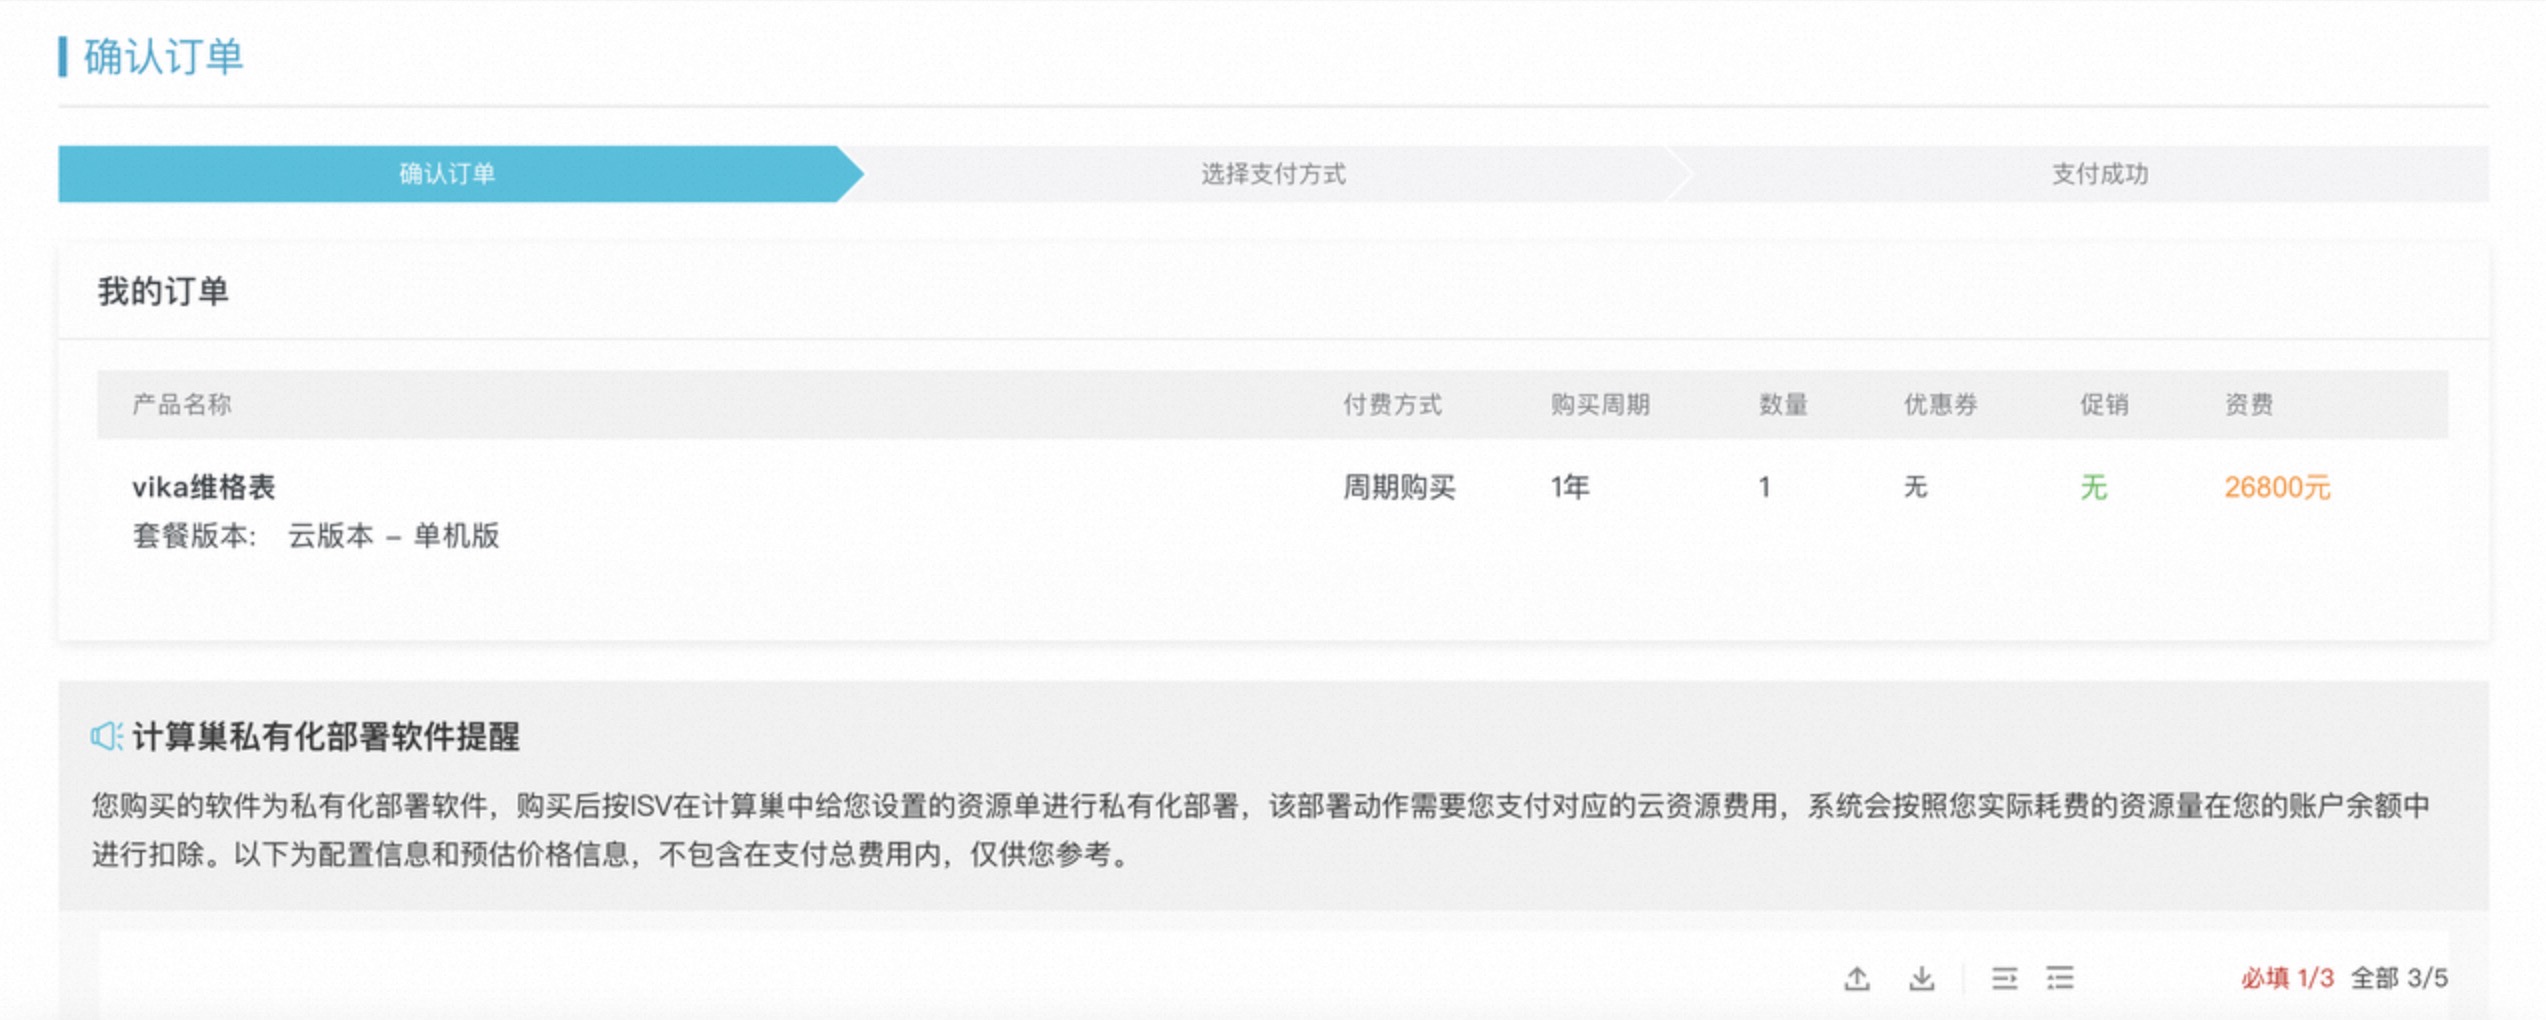 确认订单
确认订单 选择支付方式 支付成功
我的订单
产品名称 付费方式 购买周期 数量 优惠券 促销 资费
vika维格表 周期购买 1年 1 无 无 26800元
套餐版本: 云版本 – 单机版
计算巢私有化部署软件提醒
您购买的软件为私有化部署软件，购买后按ISV在计算巢中给您设置的资源单进行私有化部署，该部署动作需要您支付对应的云资源费用，系统会按照您实际耗费的资源量在您的账户余额中
进行扣除。以下为配置信息和预估价格信息，不包含在支付总费用内，仅供您参考。
必填 1/3 全部 3/5